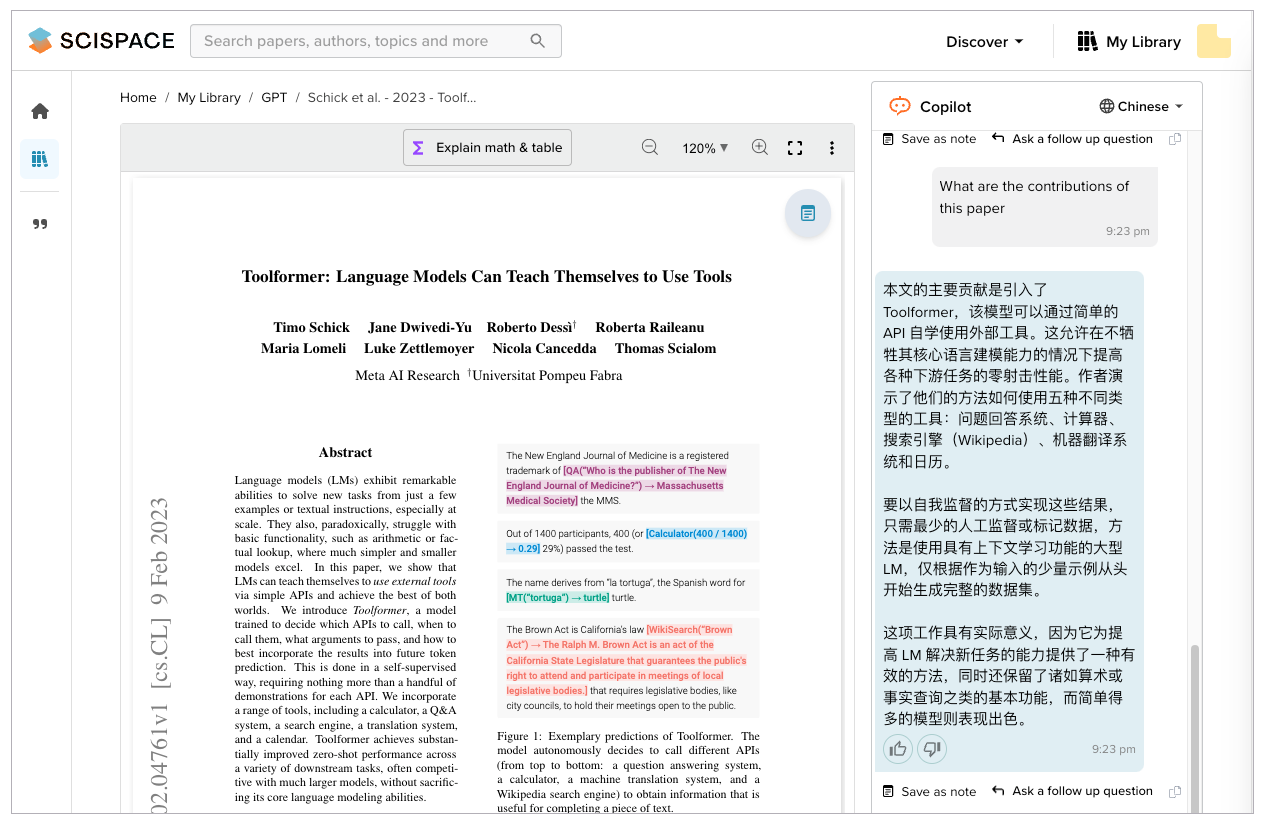 SCISPACE
Search papers, authors, topics and more
Discover
My Library
Home / My Library / GPT / Schick et al. - 2023 - Toolf...
Explain math & table
120%
Toolformer: Language Models Can Teach Themselves to Use Tools
Timo Schick Jane Dwivedi-Yu Roberto Dessì† Roberta Raileanu
Maria Lomeli Luke Zettlemoyer Nicola Cancedda Thomas Scialom
Meta AI Research †Universitat Pompeu Fabra
02.04761v1 [cs.CL] 9 Feb 2023
Abstract
Language models (LMs) exhibit remarkable
abilities to solve new tasks from just a few
examples or textual instructions, especially at
scale. They also, paradoxically, struggle with
basic functionality, such as arithmetic or fac-
tual lookup, where much simpler and smaller
models excel. In this paper, we show that
LMs can teach themselves to use external tools
via simple APIs and achieve the best of both
worlds. We introduce Toolformer, a model
trained to decide which APIs to call, when to
call them, what arguments to pass, and how to
best incorporate the results into future token
prediction. This is done in a self-supervised
way, requiring nothing more than a handful of
demonstrations for each API. We incorporate
a range of tools, including a calculator, a Q&A
system, a search engine, a translation system,
and a calendar. Toolformer achieves substan-
tially improved zero-shot performance across
a variety of downstream tasks, often competi-
tive with much larger models, without sacrific-
ing its core language modeling abilities.
The New England Journal of Medicine is a registered
trademark of [QA("Who is the publisher of The New
England Journal of Medicine?") → Massachusetts
Medical Society] the MMS.
Out of 1400 participants, 400 (or [Calculator(400 / 1400)
→ 0.29] 29%) passed the test.
The name derives from "la tortuga", the Spanish word for
[MT("tortuga") → turtle] turtle.
The Brown Act is California's law [WikiSearch("Brown
Act") → The Ralph M. Brown Act is an act of the
California State Legislature that guarantees the public's
right to attend and participate in meetings of local
legislative bodies.] that requires legislative bodies, like
city councils, to hold their meetings open to the public.
Figure 1: Exemplary predictions of Toolformer. The
model autonomously decides to call different APIs
(from top to bottom: a question answering system,
a calculator, a machine translation system, and a
Wikipedia search engine) to obtain information that is
useful for completing a piece of text.
Copilot
Chinese
Save as note
Ask a follow up question
What are the contributions of
this paper
9:23 pm
本文的主要贡献是引入了
Toolformer，该模型可以通过简单的
API 自学使用外部工具。这允许在不牺
牲其核心语言建模能力的情况下提高
各种下游任务的零射击性能。作者演
示了他们的方法如何使用五种不同类
型的工具：问题回答系统、计算器、
搜索引擎（Wikipedia）、机器翻译系
统和日历。
要以自我监督的方式实现这些结果，
只需最少的人工监督或标记数据，方
法是使用具有上下文学习功能的大型
LM，仅根据作为输入的少量示例从头
开始生成完整的数据集。
这项工作具有实际意义，因为它为提
高 LM 解决新任务的能力提供了一种有
效的方法，同时还保留了诸如算术或
事实查询之类的基本功能，而简单得
多的模型则表现出色。
9:23 pm
Save as note
Ask a follow up question